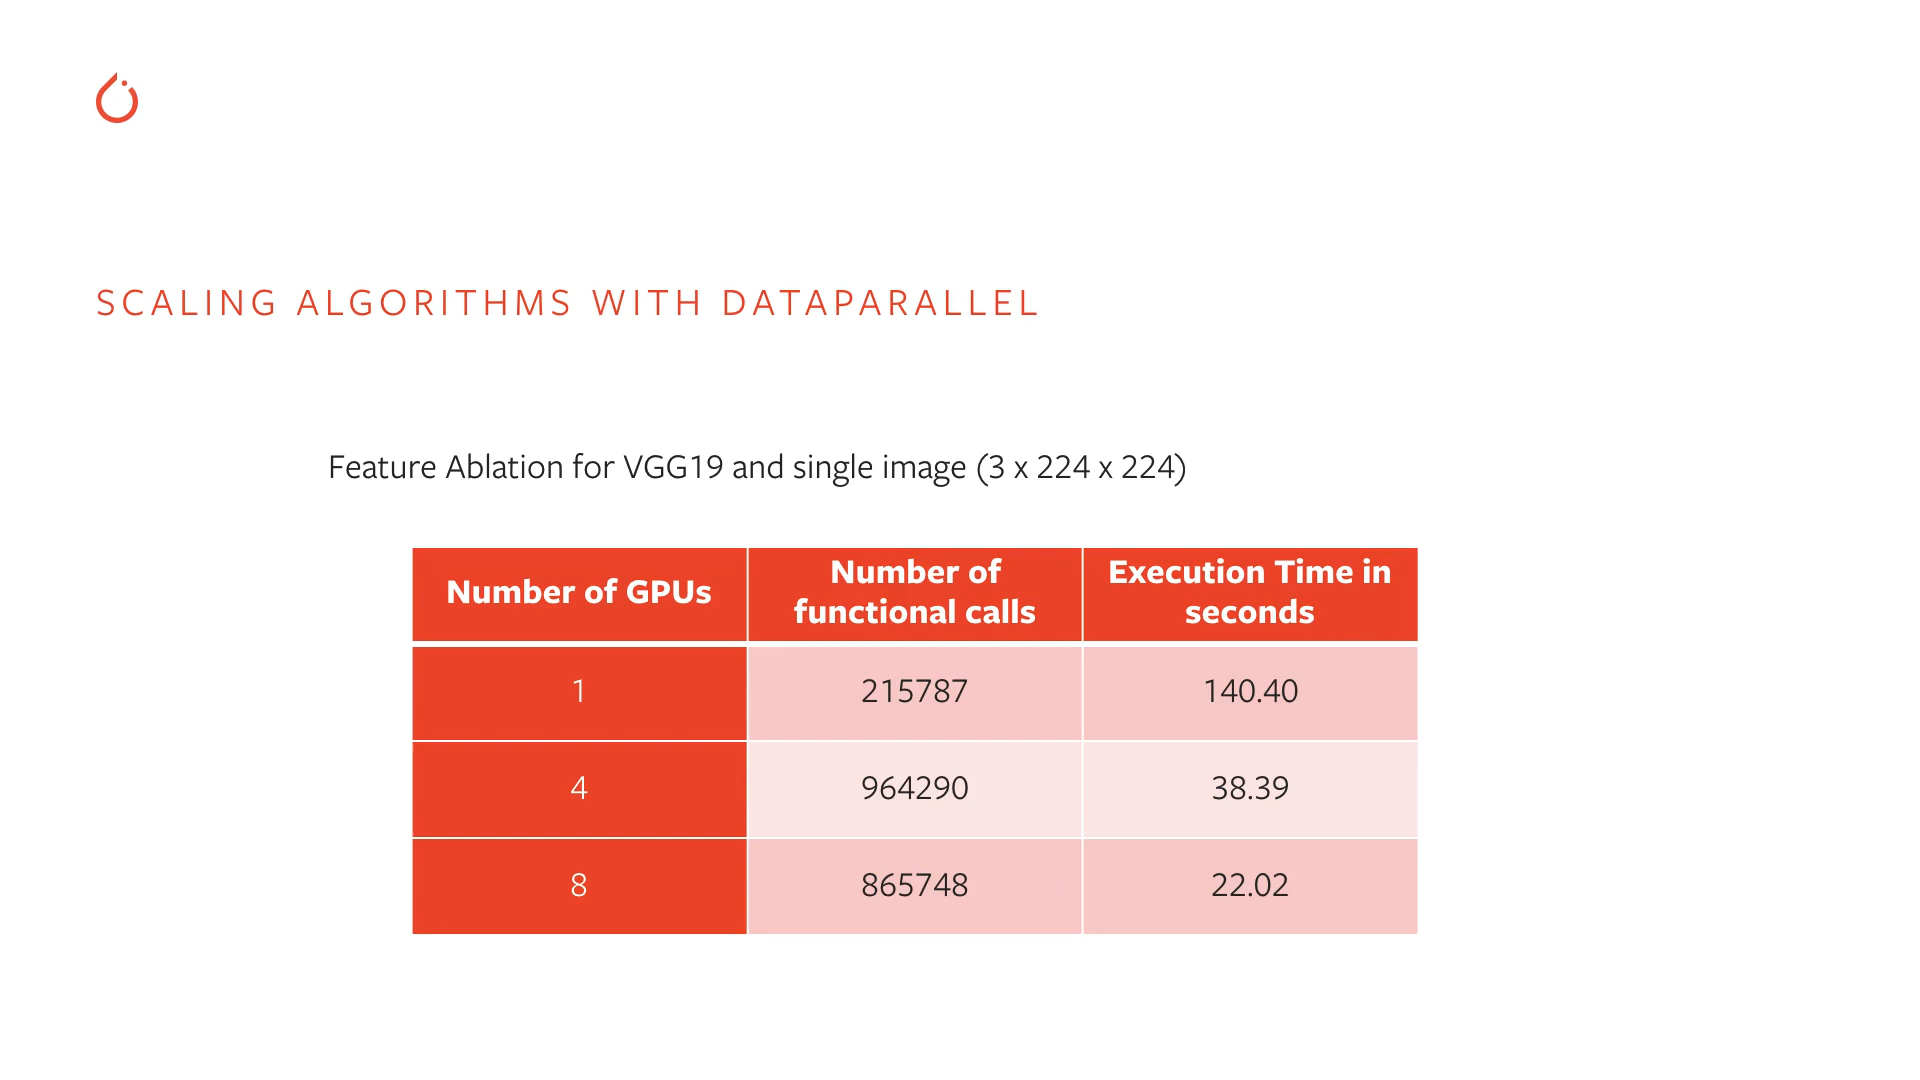 SCALING ALGORITHMS WITH DATAPARALLEL
Feature Ablation for VGG19 and single image (3 x 224 x 224)
Number of GPUs
Number of
functional calls
Execution Time in
seconds
1 215787 140.40
4 964290 38.39
8 865748 22.02